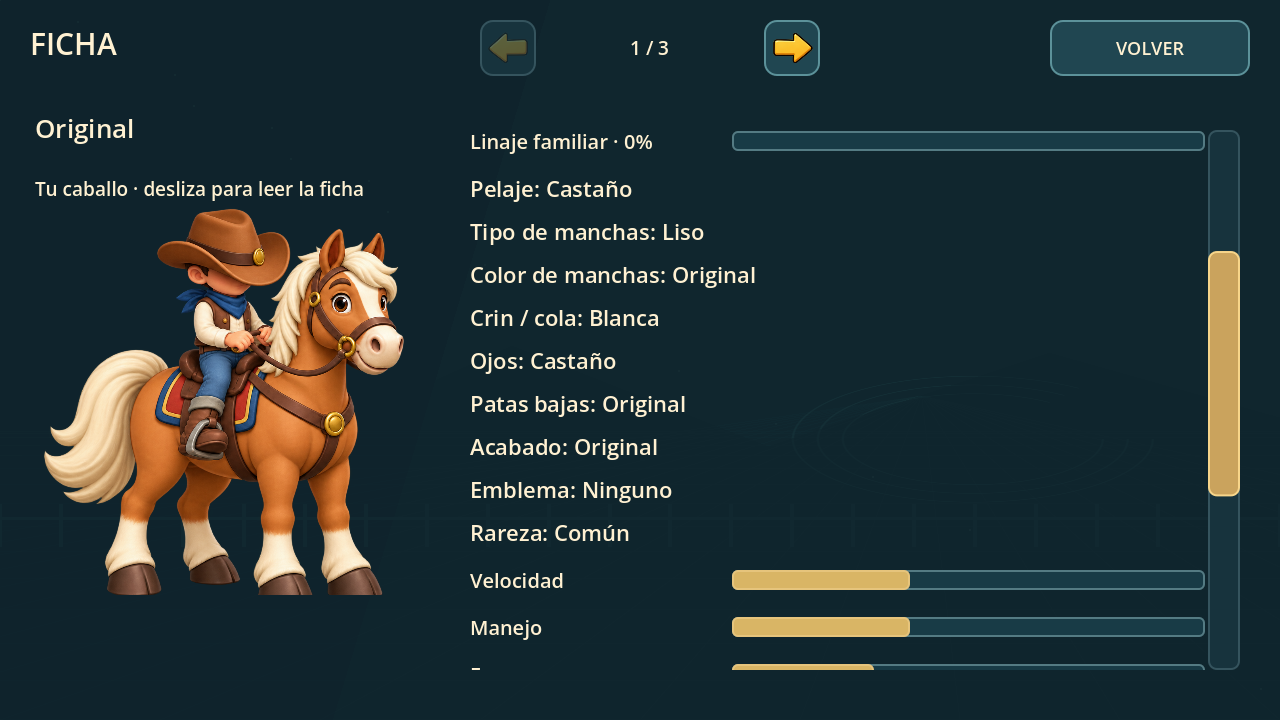 FICHA
1 / 3
VOLVER
Original
Tu caballo · desliza para leer la ficha
Linaje familiar · 0%
Pelaje: Castaño
Tipo de manchas: Liso
Color de manchas: Original
Crin / cola: Blanca
Ojos: Castaño
Patas bajas: Original
Acabado: Original
Emblema: Ninguno
Rareza: Común
Velocidad
Manejo